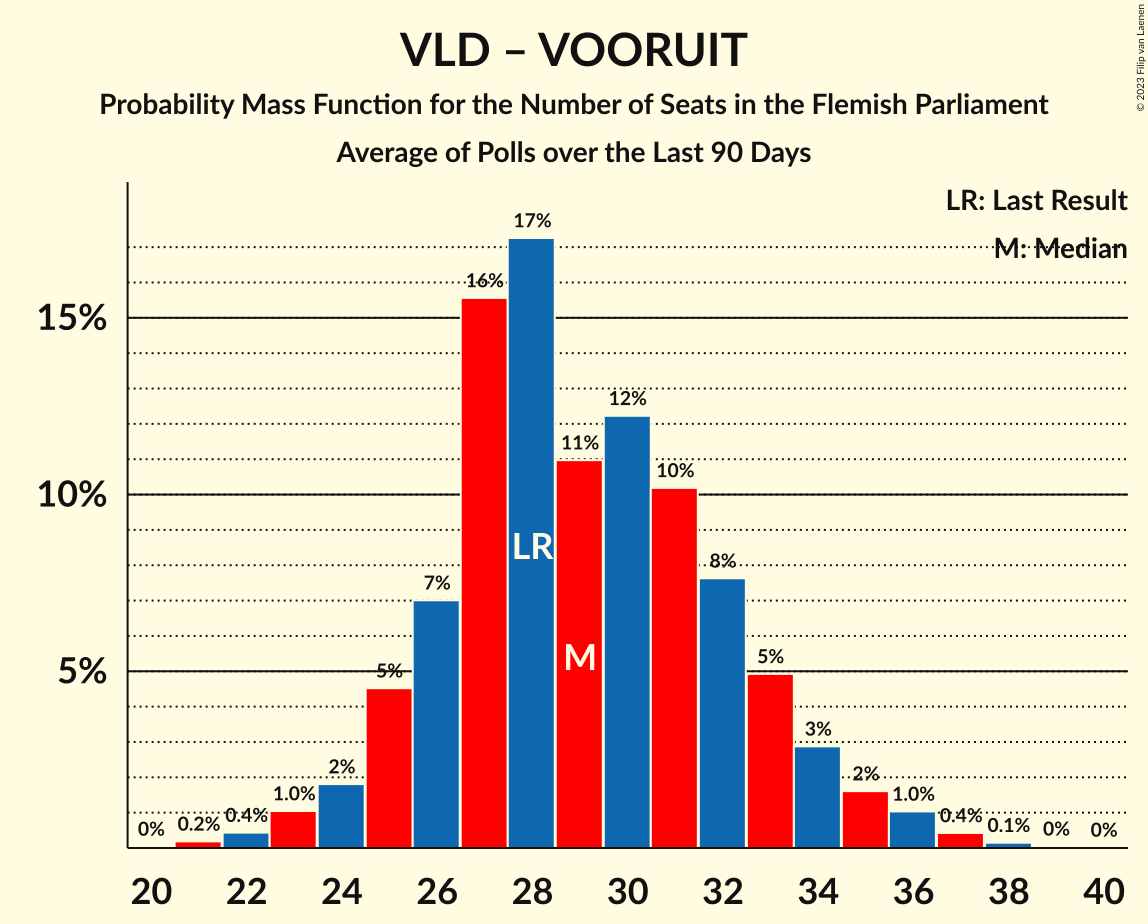 VLD – VOORUIT
Probability Mass Function for the Number of Seats in the Flemish Parliament
Average of Polls over the Last 90 Days
© 2023 Filip van Laenen
LR: Last Result
M: Median
15%
10%
5%
0%
0.2%
0.4%
1.0%
2%
5%
7%
16%
17%
11%
12%
10%
8%
5%
3%
2%
1.0%
0.4%
0.1%
0%
0%
LR
M
20 22 24 26 28 30 32 34 36 38 40